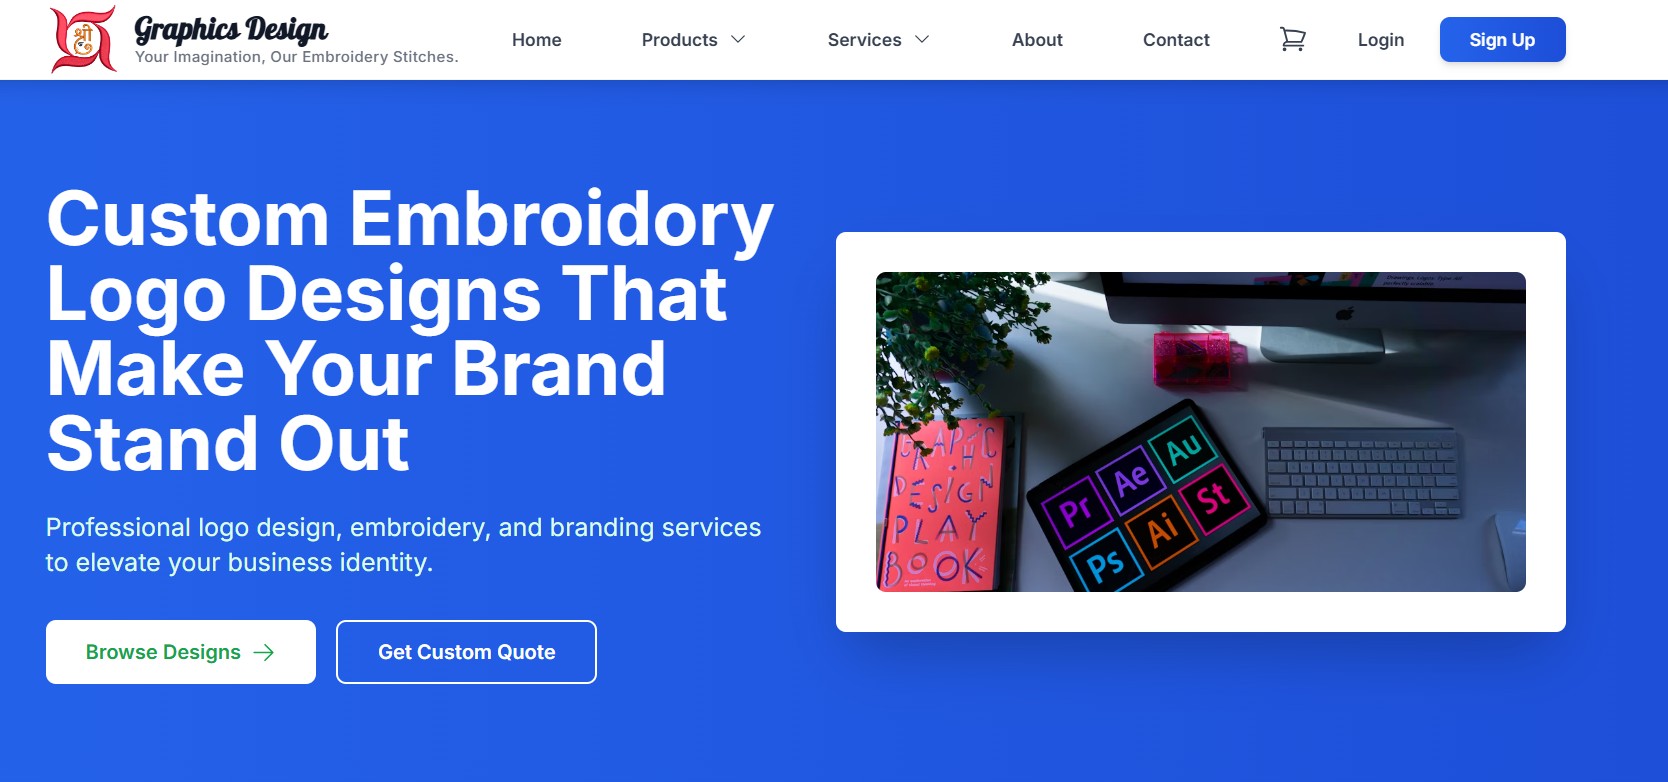 श्री
Graphics Design
Your Imagination, Our Embroidery Stitches.
Home
Products
Services
About
Contact
Login
Sign Up
Custom Embroidory
Logo Designs That
Make Your Brand
Stand Out
Professional logo design, embroidery, and branding services
to elevate your business identity.
Browse Designs
Get Custom Quote
GRAPHIC
DESIGN
PLAY
BOOK
Pr Ae Au
Ps Ai St